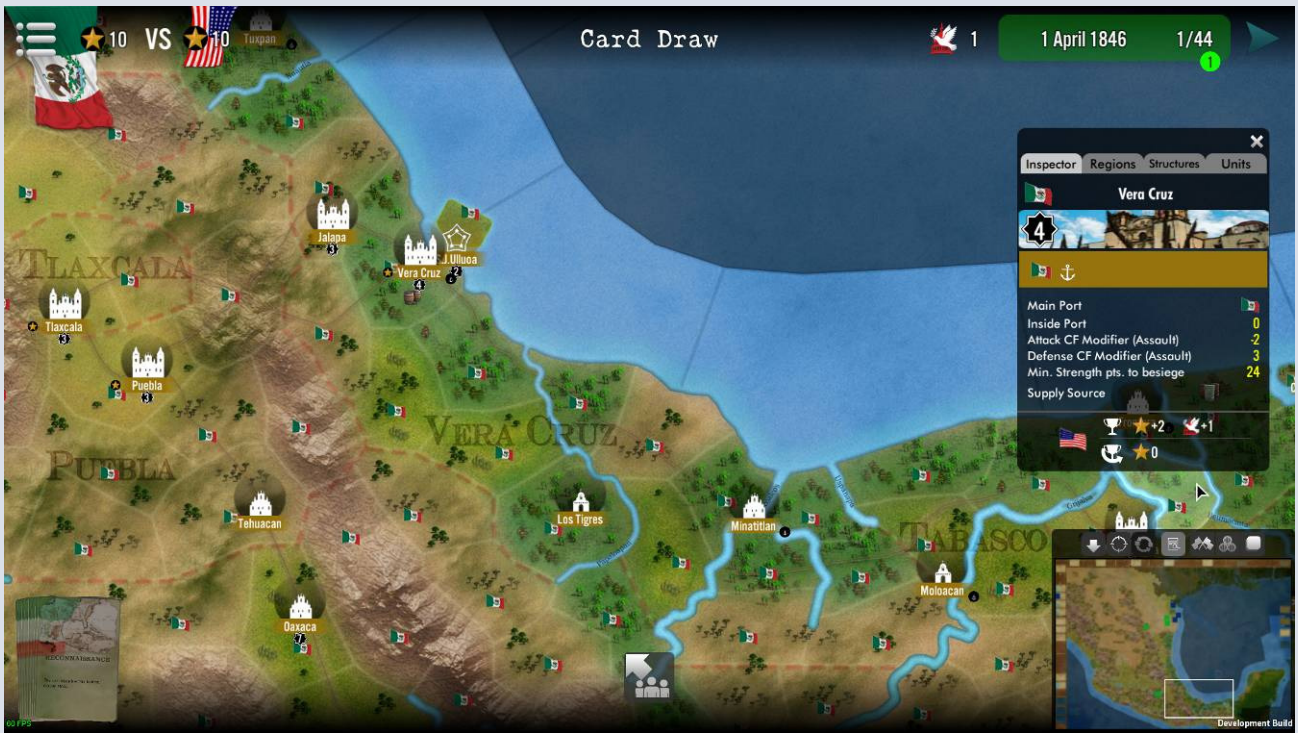 10 VS 10
Tuxpan
Card Draw
1
1 April 1846 1/44
1
Inspector Regions Structures Units
Vera Cruz
4
Main Port
Inside Port 0
Attack CF Modifier (Assault) -2
Defense CF Modifier (Assault) 3
Min. Strength pts. to besiege 24
Supply Source
+2 +1
0
Jalapa
3
J.Ulluoa
2
Vera Cruz
4
TLAXCALA
Tlaxcala
3
Puebla
3
VERA CRUZ
PUEBLA
Tehuacan
Los Tigres
Minatitlan
TABASCO
Moloacan
Oaxaca
7
RECONNAISSANCE
60 FPS
Development Build